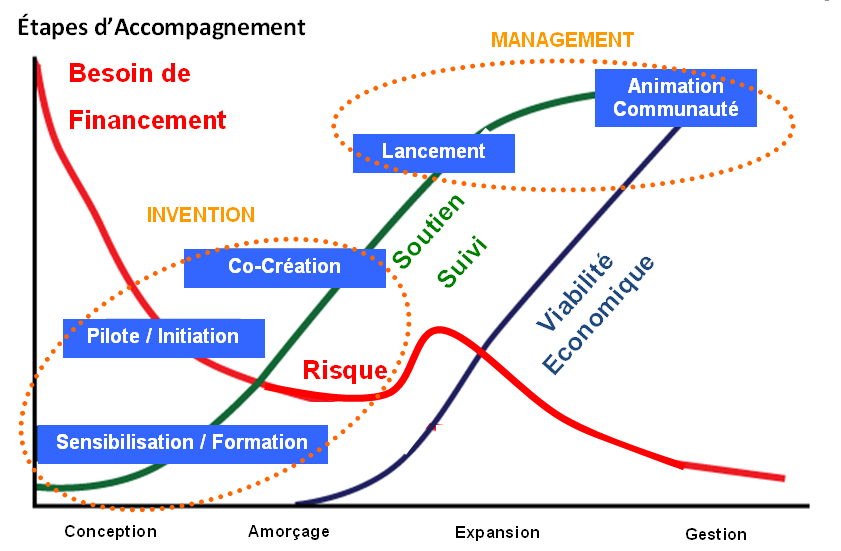 Étapes d’Accompagnement
MANAGEMENT
Besoin de
Financement
Animation
Communauté
Lancement
INVENTION
Soutien
Suivi
Co-Création
Viabilité
Economique
Pilote / Initiation
Risque
Sensibilisation / Formation
Conception
Amorçage
Expansion
Gestion